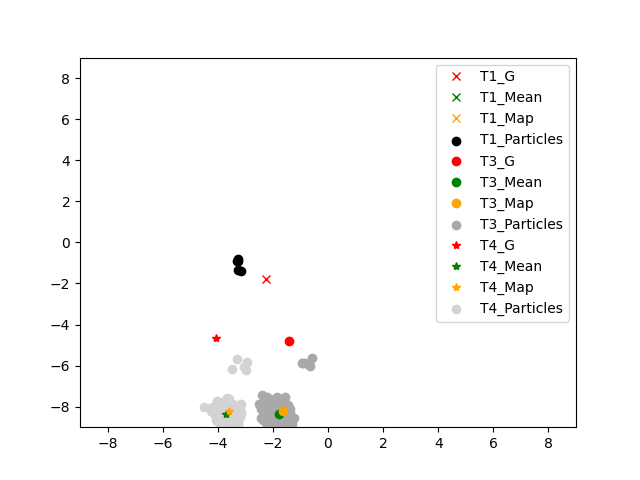 8
6
4
2
0
−2
−4
−6
−8
−8
−6
−4
−2
0
2
4
6
8
T1_G
T1_Mean
T1_Map
T1_Particles
T3_G
T3_Mean
T3_Map
T3_Particles
T4_G
T4_Mean
T4_Map
T4_Particles